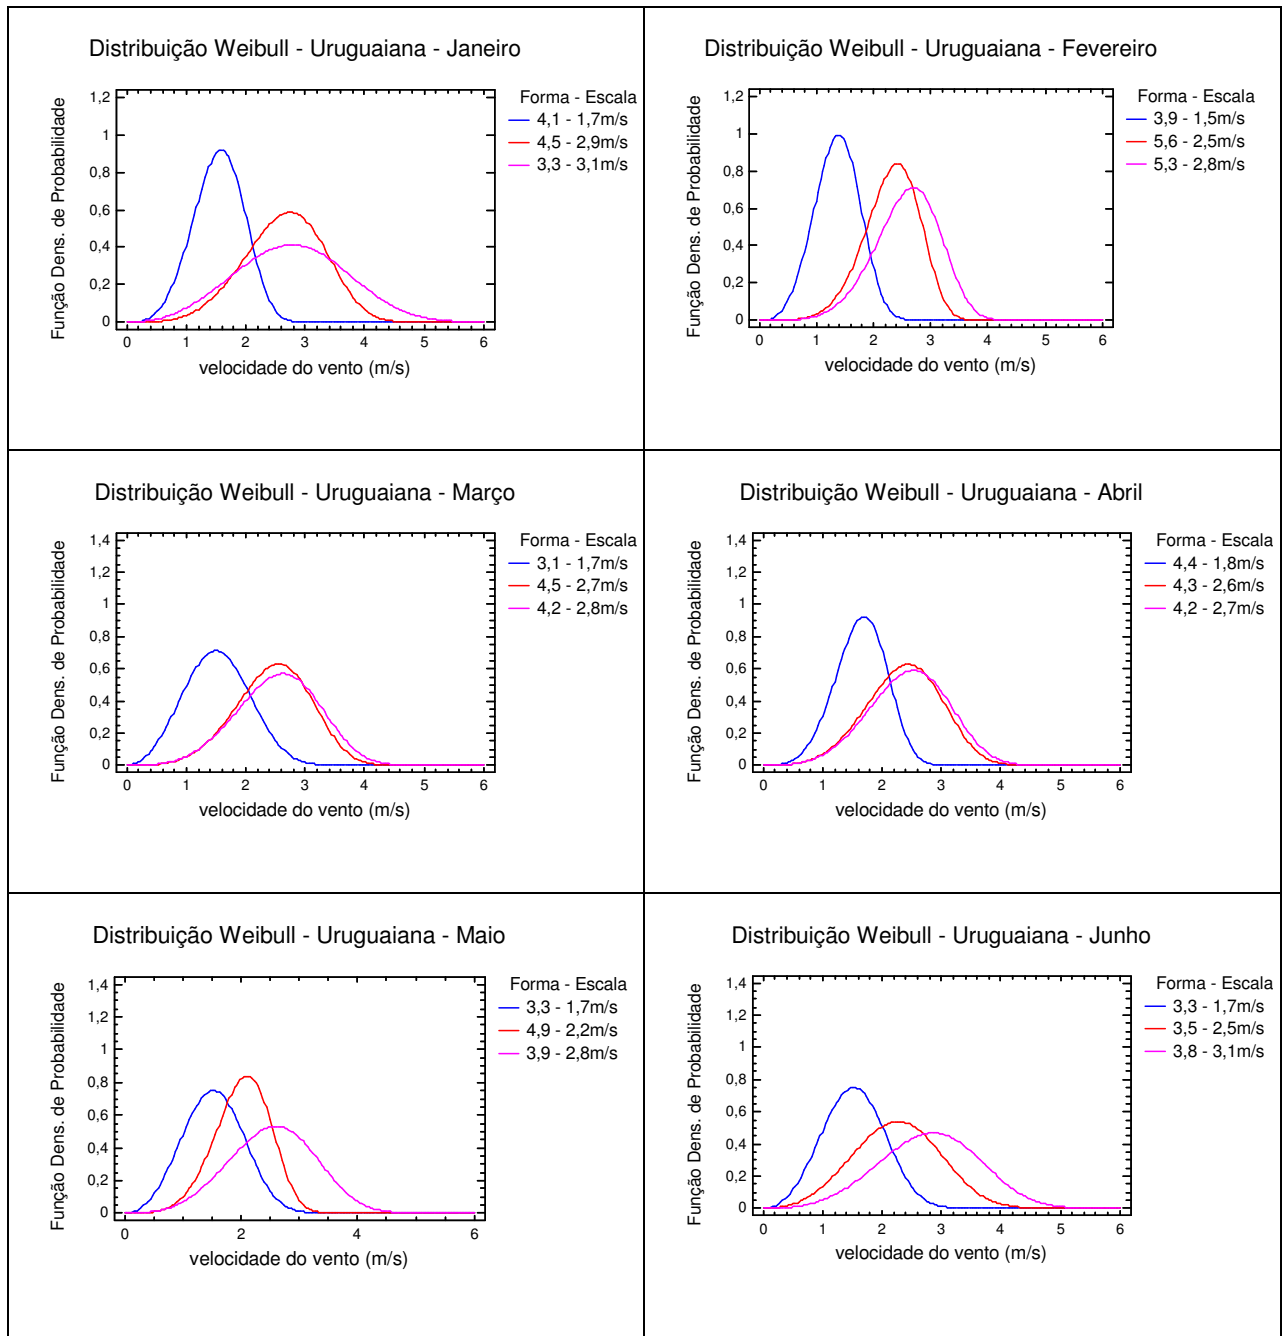 Distribuição Weibull - Uruguaiana - Janeiro
Função Dens. de Probabilidade
1,2
1
0,8
0,6
0,4
0,2
0
0 1 2 3 4 5 6
velocidade do vento (m/s)
Forma - Escala
4,1 - 1,7m/s
4,5 - 2,9m/s
3,3 - 3,1m/s
Distribuição Weibull - Uruguaiana - Fevereiro
Função Dens. de Probabilidade
1,2
1
0,8
0,6
0,4
0,2
0
0 1 2 3 4 5 6
velocidade do vento (m/s)
Forma - Escala
3,9 - 1,5m/s
5,6 - 2,5m/s
5,3 - 2,8m/s
Distribuição Weibull - Uruguaiana - Março
Função Dens. de Probabilidade
1,4
1,2
1
0,8
0,6
0,4
0,2
0
0 1 2 3 4 5 6
velocidade do vento (m/s)
Forma - Escala
3,1 - 1,7m/s
4,5 - 2,7m/s
4,2 - 2,8m/s
Distribuição Weibull - Uruguaiana - Abril
Função Dens. de Probabilidade
1,4
1,2
1
0,8
0,6
0,4
0,2
0
0 1 2 3 4 5 6
velocidade do vento (m/s)
Forma - Escala
4,4 - 1,8m/s
4,3 - 2,6m/s
4,2 - 2,7m/s
Distribuição Weibull - Uruguaiana - Maio
Função Dens. de Probabilidade
1,4
1,2
1
0,8
0,6
0,4
0,2
0
0 2 4 6
velocidade do vento (m/s)
Forma - Escala
3,3 - 1,7m/s
4,9 - 2,2m/s
3,9 - 2,8m/s
Distribuição Weibull - Uruguaiana - Junho
Função Dens. de Probabilidade
1,4
1,2
1
0,8
0,6
0,4
0,2
0
0 1 2 3 4 5 6
velocidade do vento (m/s)
Forma - Escala
3,3 - 1,7m/s
3,5 - 2,5m/s
3,8 - 3,1m/s